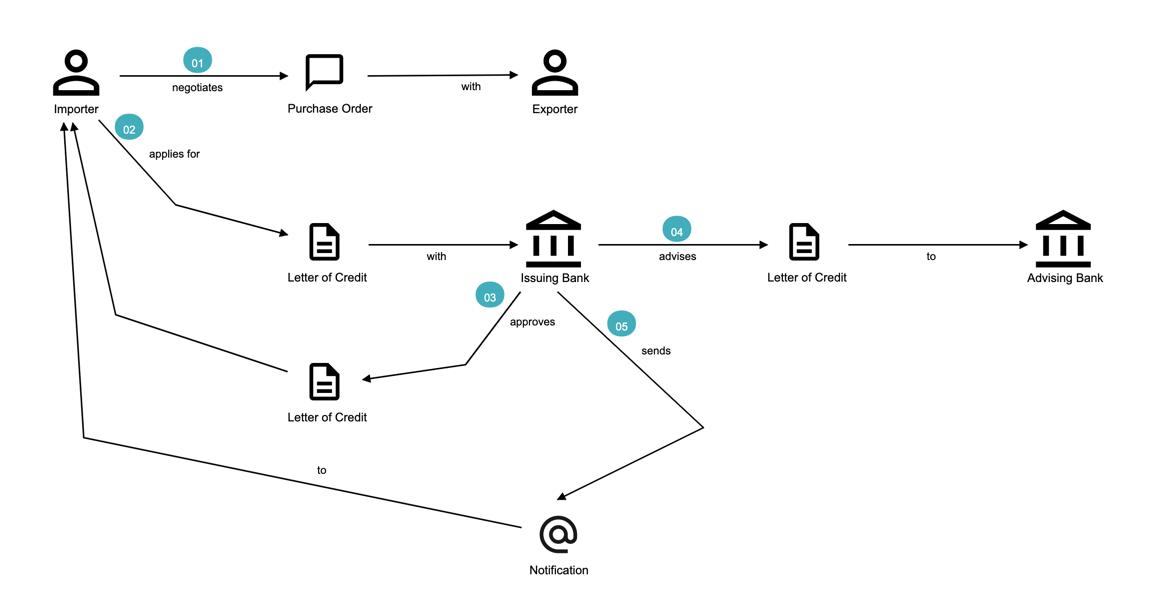 01
negotiates
with
Importer
Purchase Order
Exporter
02
applies for
04
with
advises
to
Letter of Credit
Issuing Bank
Letter of Credit
Advising Bank
03
approves
05
sends
Letter of Credit
to
Notification